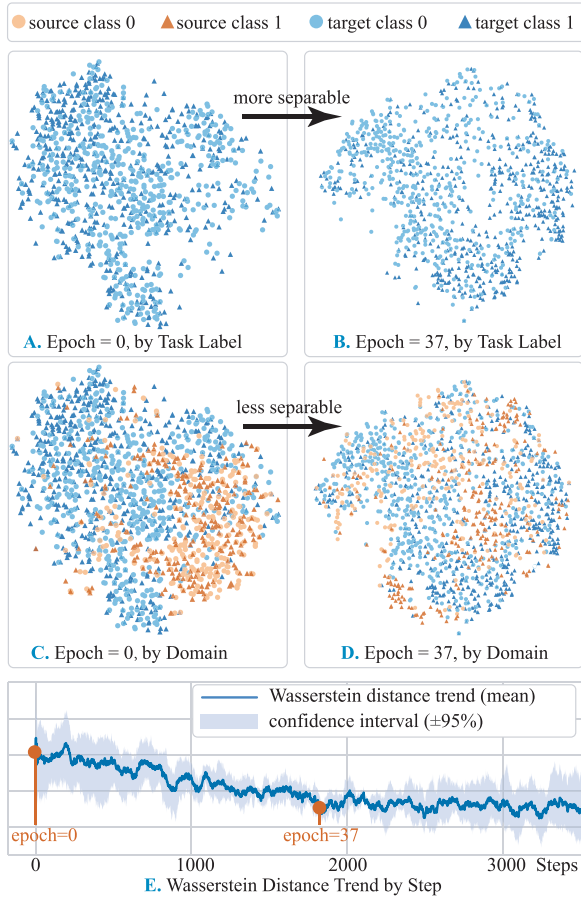 source class 0 source class 1 target class 0 target class 1
more separable
A. Epoch = 0, by Task Label
B. Epoch = 37, by Task Label
less separable
C. Epoch = 0, by Domain
D. Epoch = 37, by Domain
Wasserstein distance trend (mean)
confidence interval (±95%)
epoch=0
epoch=37
0 1000 2000 3000 Steps
E. Wasserstein Distance Trend by Step